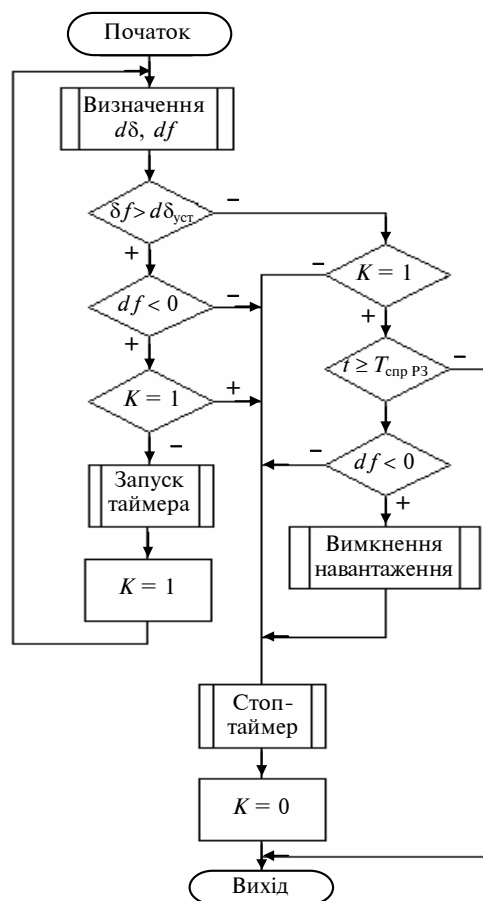 Початок
Визначення
dδ, df
δf > dδуст
–
+
df < 0
–
+
K = 1
+
–
Запуск
таймера
K = 1
–
K = 1
+
t ≥ Tспр РЗ
–
+
–
df < 0
+
Вимкнення
навантаження
Стоп-
таймер
K = 0
Вихід